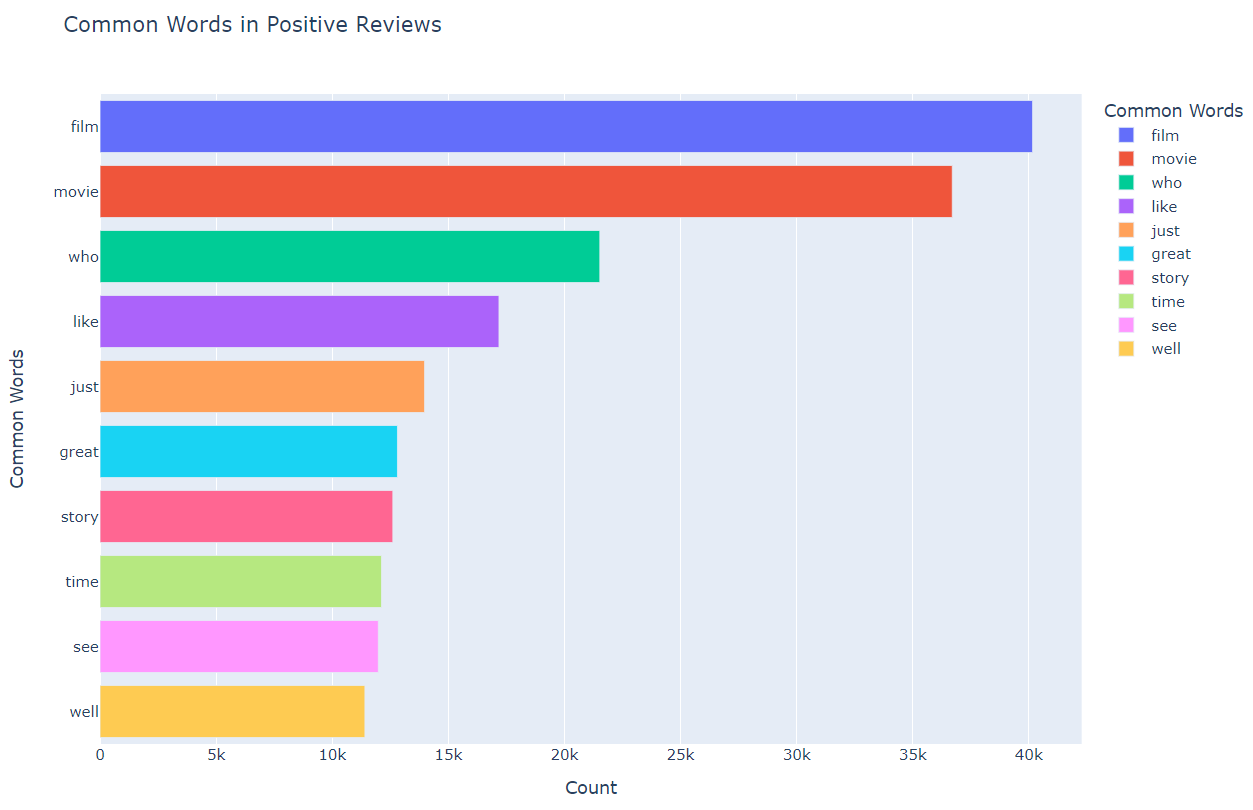 Common Words in Positive Reviews
Common Words
film
movie
who
like
just
great
story
time
see
well
0 5k 10k 15k 20k 25k 30k 35k 40k
Count
Common Words
film
movie
who
like
just
great
story
time
see
well